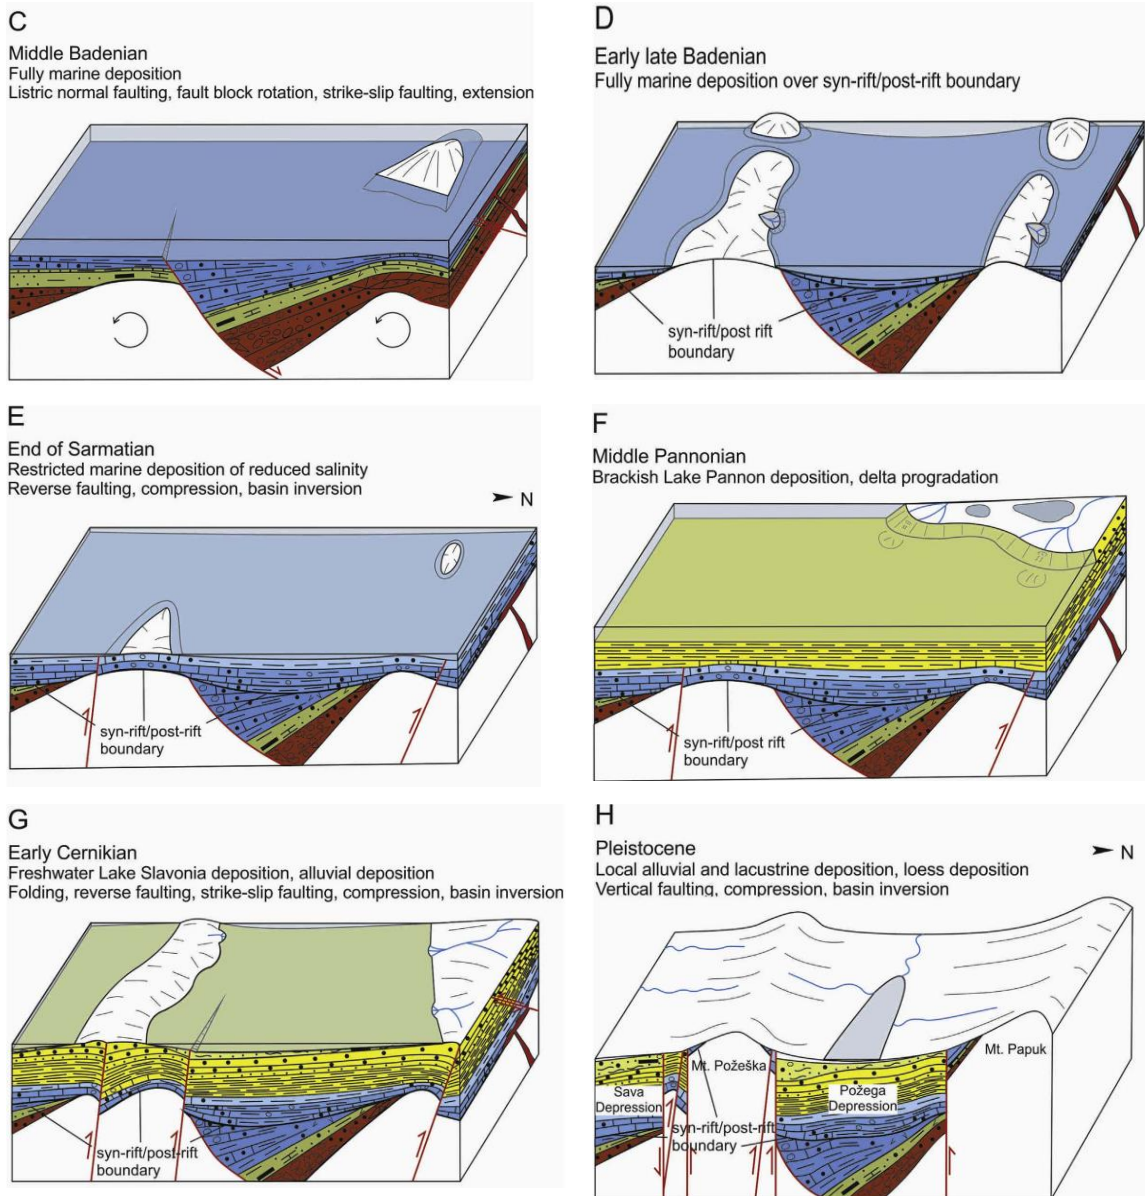 C
Middle Badenian
Fully marine deposition
Listric normal faulting, fault block rotation, strike-slip faulting, extension
D
Early late Badenian
Fully marine deposition over syn-rift/post-rift boundary
syn-rift/post rift
boundary
E
End of Sarmatian
Restricted marine deposition of reduced salinity
Reverse faulting, compression, basin inversion
N
syn-rift/post-rift
boundary
F
Middle Pannonian
Brackish Lake Pannon deposition, delta progradation
syn-rift/post rift
boundary
G
Early Cernikian
Freshwater Lake Slavonia deposition, alluvial deposition
Folding, reverse faulting, strike-slip faulting, compression, basin inversion
syn-rift/post-rift
boundary
H
Pleistocene
Local alluvial and lacustrine deposition, loess deposition
Vertical faulting, compression, basin inversion
N
Mt. Papuk
Mt. Požeška
Sava
Depression
Požega
Depression
syn-rift/post-rift
boundary